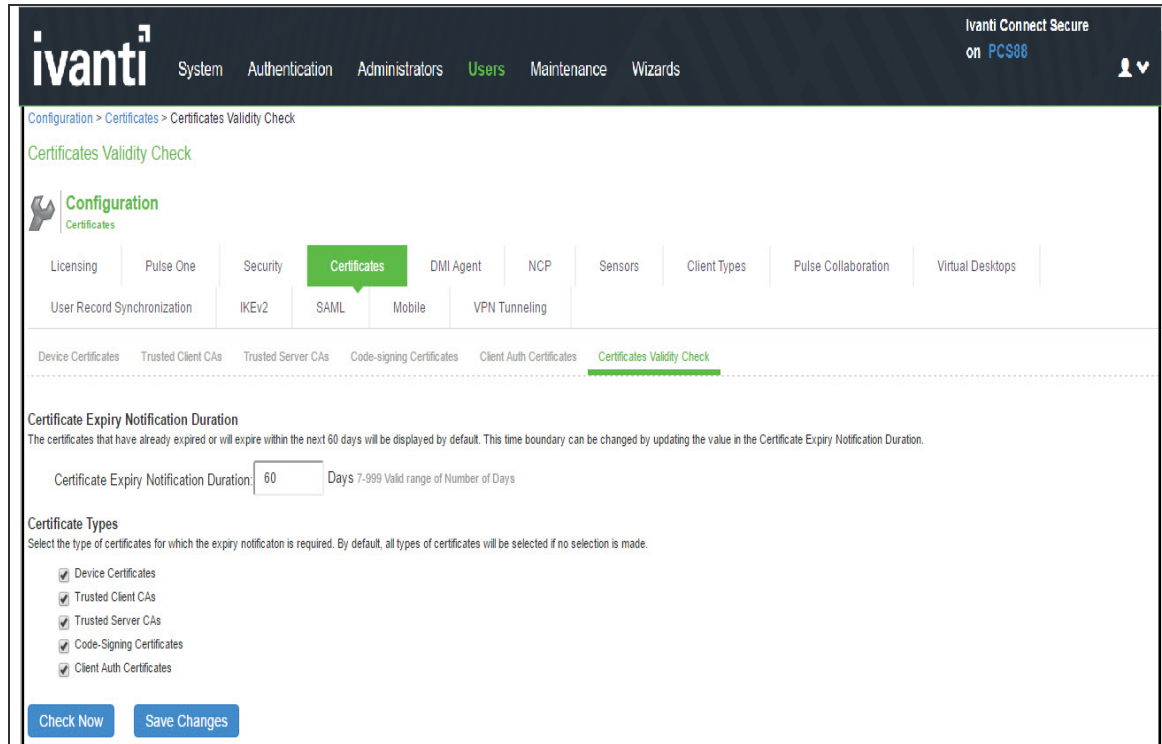 Ivanti Connect Secure
on PCS88
ivanti System Authentication Administrators Users Maintenance Wizards
Configuration > Certificates > Certificates Validity Check
Certificates Validity Check
Configuration
Certificates
Licensing Pulse One Security Certificates DMI Agent NCP Sensors Client Types Pulse Collaboration Virtual Desktops
User Record Synchronization IKEv2 SAML Mobile VPN Tunneling
Device Certificates Trusted Client CAs Trusted Server CAs Code-signing Certificates Client Auth Certificates Certificates Validity Check
Certificate Expiry Notification Duration
The certificates that have already expired or will expire within the next 60 days will be displayed by default. This time boundary can be changed by updating the value in the Certificate Expiry Notification Duration.
Certificate Expiry Notification Duration: 60 Days 7-999 Valid range of Number of Days
Certificate Types
Select the type of certificates for which the expiry notificaton is required. By default, all types of certificates will be selected if no selection is made.
Device Certificates
Trusted Client CAs
Trusted Server CAs
Code-Signing Certificates
Client Auth Certificates
Check Now Save Changes